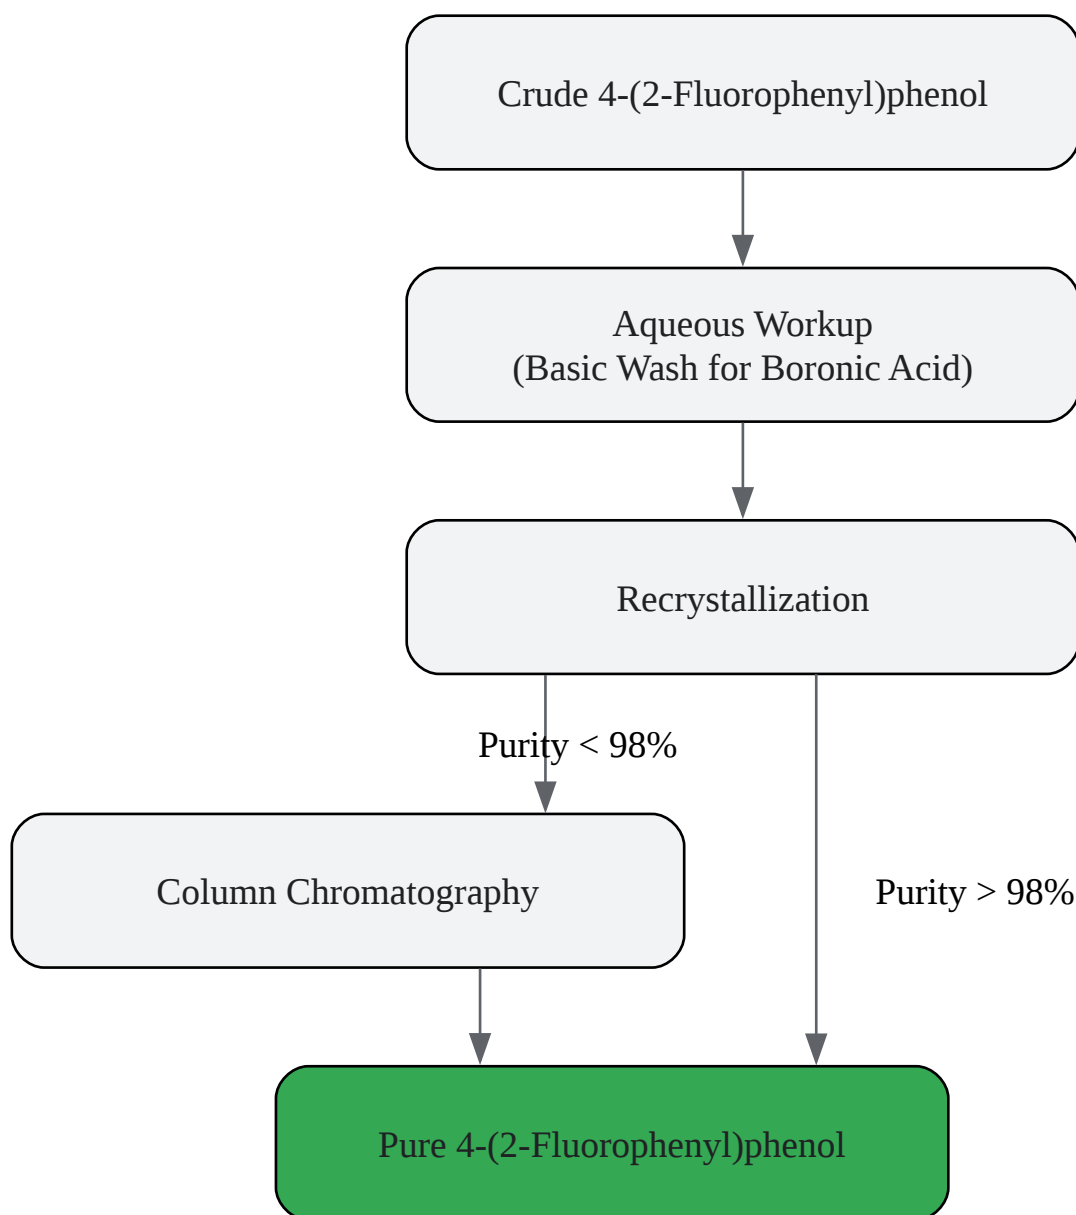 Crude 4-(2-Fluorophenyl)phenol
Aqueous Workup
(Basic Wash for Boronic Acid)
Recrystallization
Purity < 98%
Column Chromatography
Purity > 98%
Pure 4-(2-Fluorophenyl)phenol